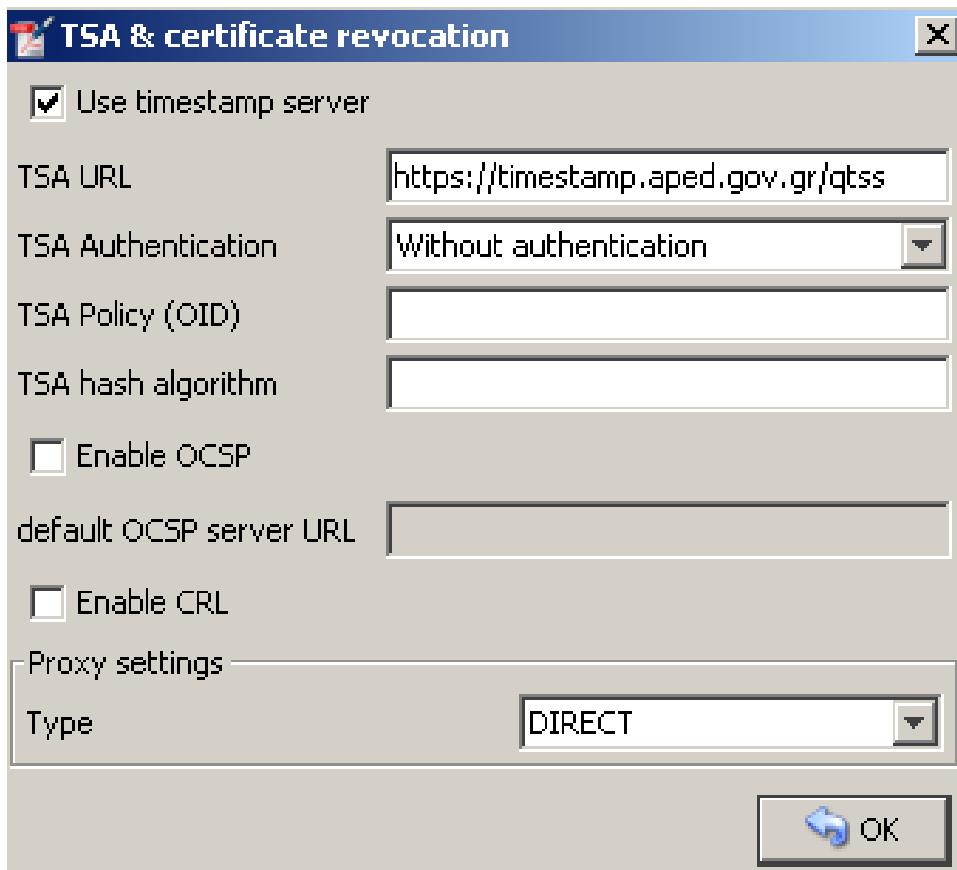 TSA & certificate revocation
Use timestamp server
TSA URL https://timestamp.aped.gov.gr/qtss
TSA Authentication Without authentication
TSA Policy (OID)
TSA hash algorithm
Enable OCSP
default OCSP server URL
Enable CRL
Proxy settings
Type DIRECT
OK